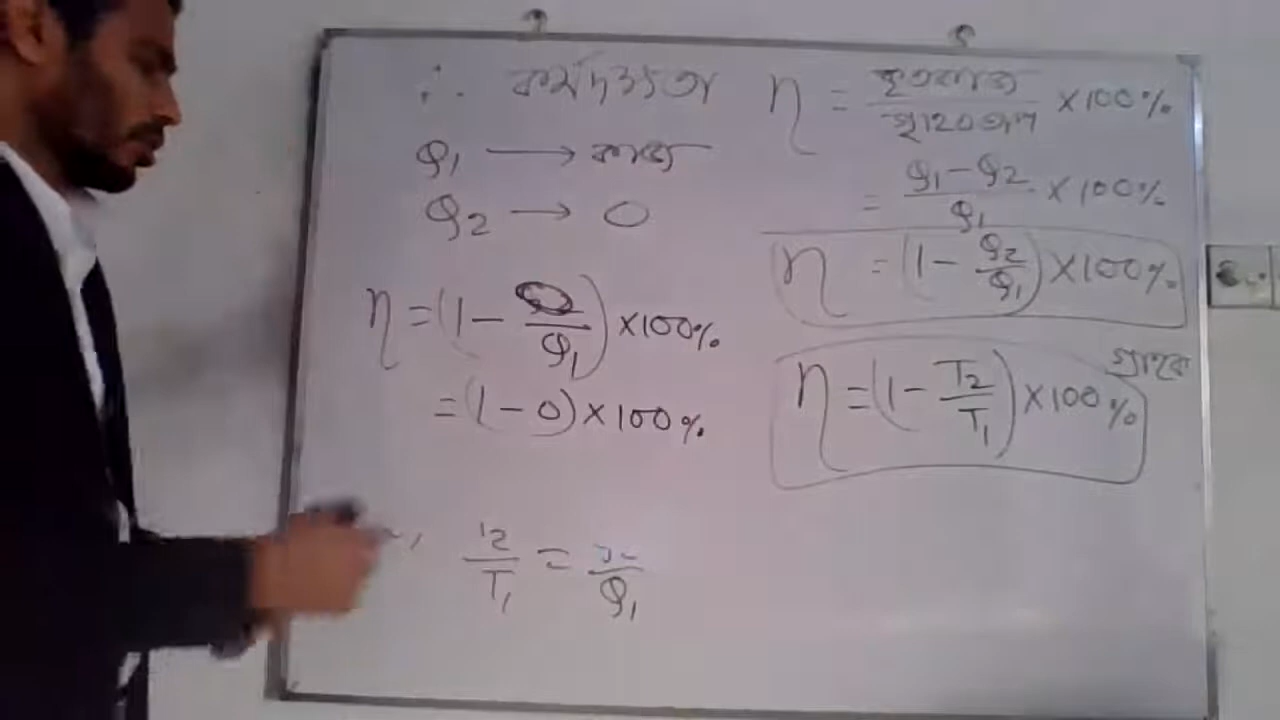 ∴ কর্মদক্ষতা η = কৃতকাজ / গৃহীত তাপ × 100%
Q₁ → কাজ
= Q₁ − Q₂ / Q₁ × 100%
Q₂ → 0
η = (1 − Q₂/Q₁) × 100%
η = (1 − /Q₁) × 100%
= (1 − 0) × 100%
η = (1 − T₂/T₁) × 100%
T₁ = Q₁